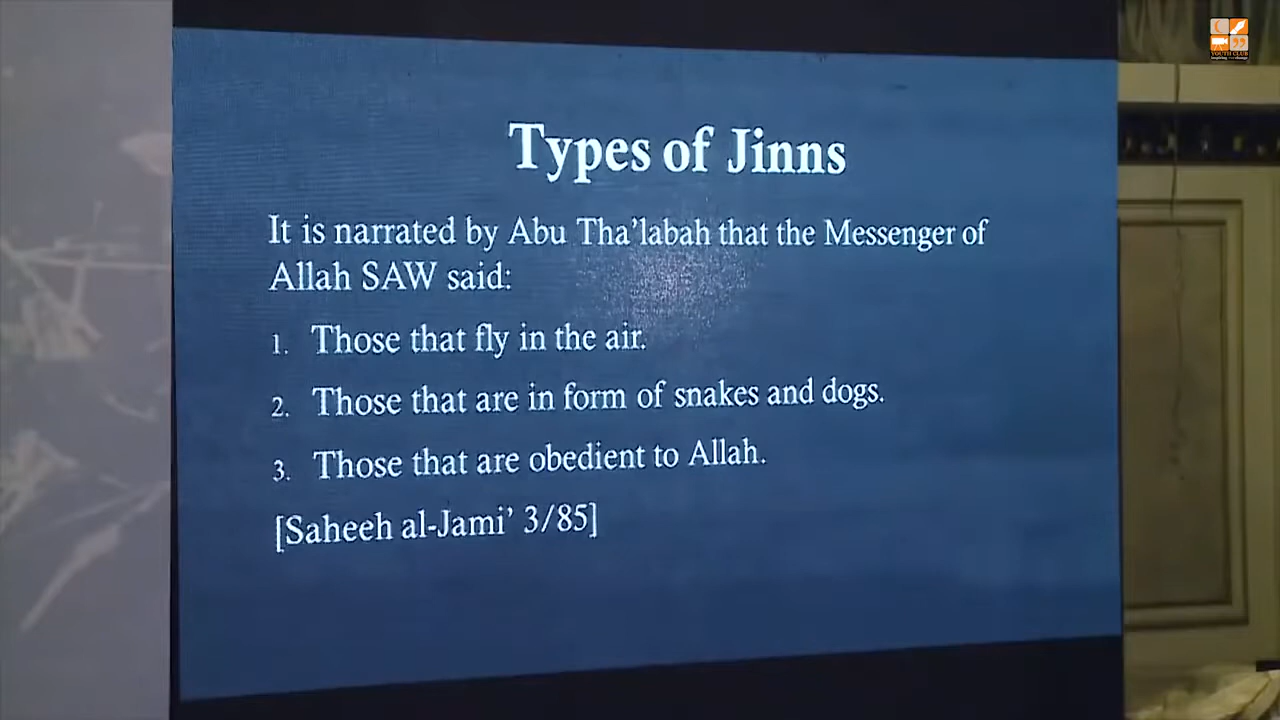 YOUTH CLUB
Types of Jinns
It is narrated by Abu Tha'labah that the Messenger of
Allah SAW said:
1. Those that fly in the air.
2. Those that are in form of snakes and dogs.
3. Those that are obedient to Allah.
[Saheeh al-Jami' 3/85]